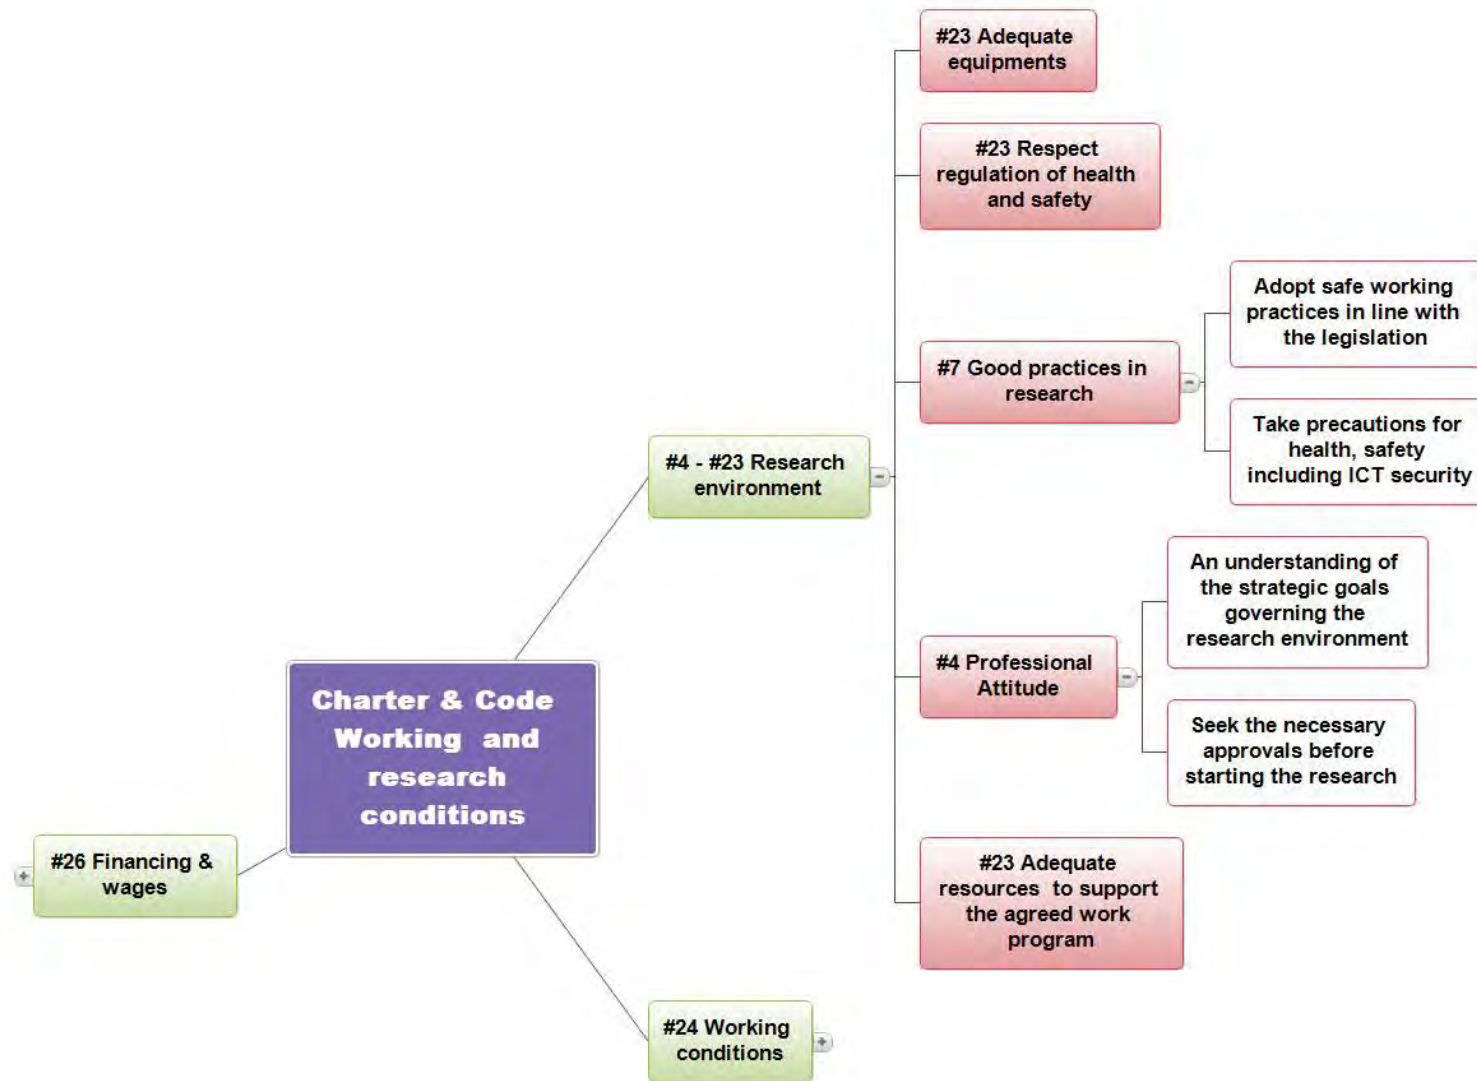 #23 Adequate
equipments
#23 Respect
regulation of health
and safety
Adopt safe working
practices in line with
the legislation
#7 Good practices in
research
Take precautions for
health, safety
including ICT security
#4 - #23 Research
environment
An understanding of
the strategic goals
governing the
research environment
#4 Professional
Attitude
Seek the necessary
approvals before
starting the research
Charter & Code
Working and
research
conditions
#26 Financing &
wages
#23 Adequate
resources to support
the agreed work
program
#24 Working
conditions